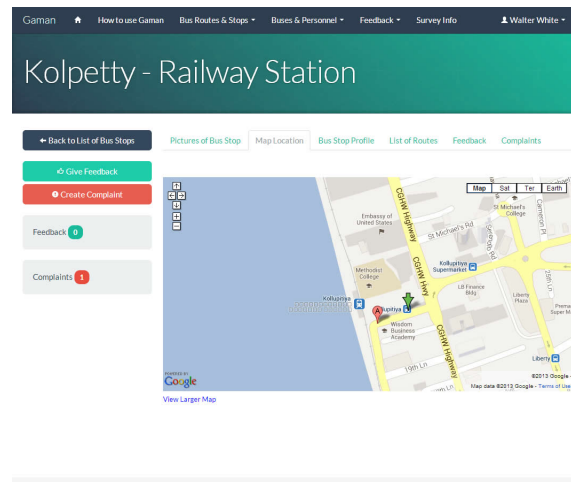 Gaman How to use Gaman Bus Routes & Stops Buses & Personnel Feedback Survey Info Walter White
Kolpetty - Railway Station
Back to List of Bus Stops
Pictures of Bus Stop Map Location Bus Stop Profile List of Routes Feedback Complaints
Give Feedback
Create Complaint
Feedback 0
Complaints 1
Map Sat Ter Earth
St Michael's
College
Cameron Pl
Embassy of
United States
CGHW Highway
St Michael's Rd
Kollupitiya
Supermarket
Methodist
College
CGHW Hwy
LB Finance
Bldg
25th Ln
Liberty
Plaza
Kollupitiya
A
Wisdom
Business
Academy
CGHW Highway
Liberty
19th Ln
POWERED BY
Google
©2013 Google -
Map data ©2013 Google - Terms of Use
View Larger Map